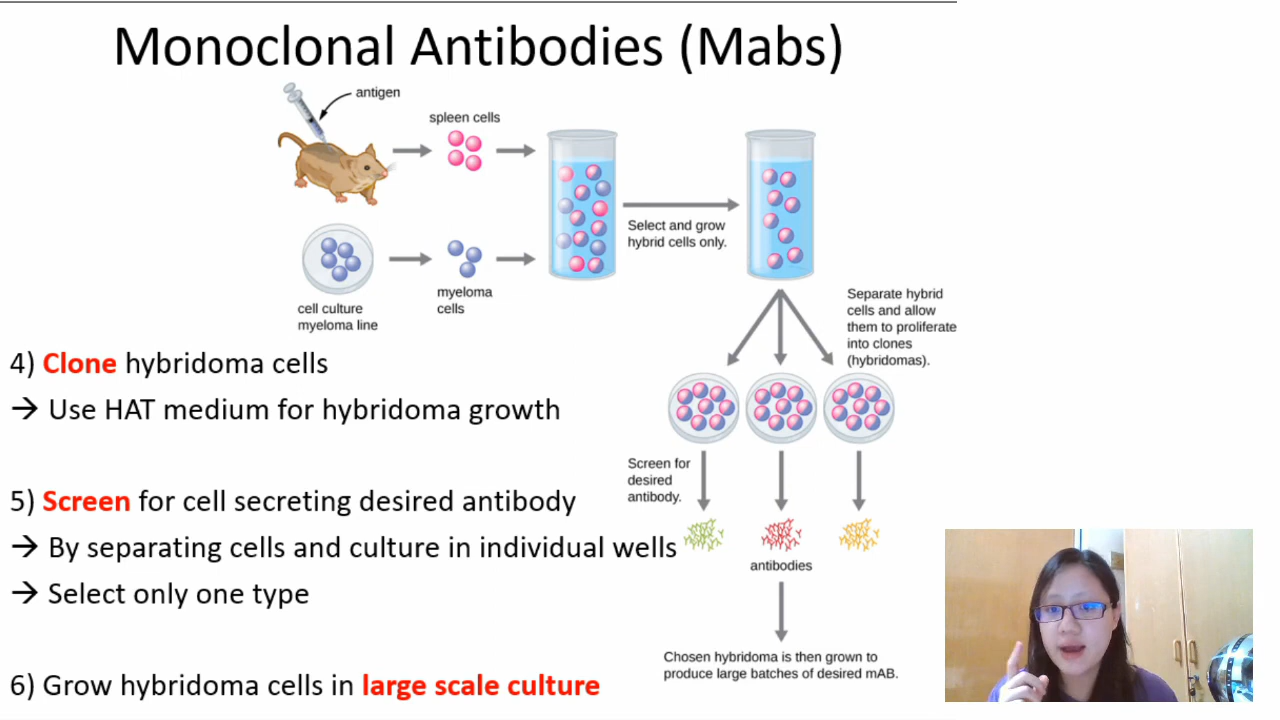 Monoclonal Antibodies (Mabs)
antigen
spleen cells
Select and grow
hybrid cells only.
cell culture
myeloma line
myeloma
cells
Separate hybrid
cells and allow
them to proliferate
into clones
(hybridomas).
4) Clone hybridoma cells
→ Use HAT medium for hybridoma growth
5) Screen for cell secreting desired antibody
→ By separating cells and culture in individual wells
→ Select only one type
6) Grow hybridoma cells in large scale culture
Screen for
desired
antibody.
antibodies
Chosen hybridoma is then grown to
produce large batches of desired mAB.